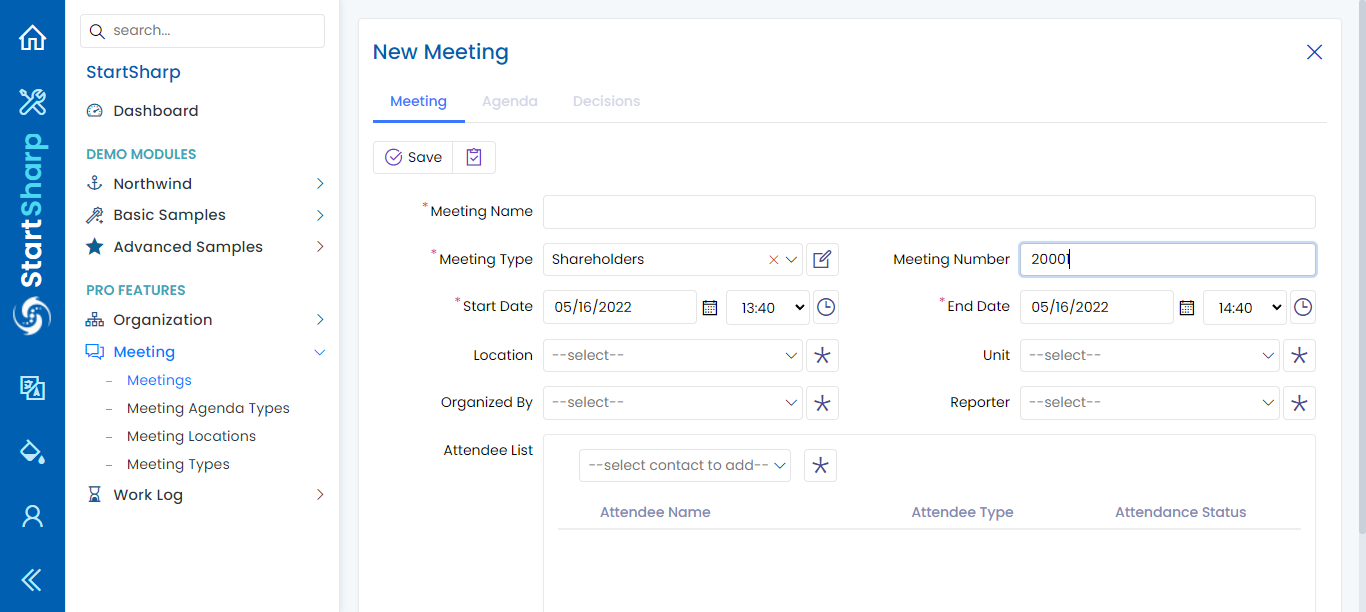 StartSharp
search...
StartSharp
Dashboard
DEMO MODULES
Northwind
Basic Samples
Advanced Samples
PRO FEATURES
Organization
Meeting
Meetings
Meeting Agenda Types
Meeting Locations
Meeting Types
Work Log
New Meeting
Meeting Agenda Decisions
Save
*Meeting Name
*Meeting Type Shareholders Meeting Number 20001
*Start Date 05/16/2022 13:40 *End Date 05/16/2022 14:40
Location --select-- Unit --select--
Organized By --select-- Reporter --select--
Attendee List
--select contact to add--
Attendee Name Attendee Type Attendance Status